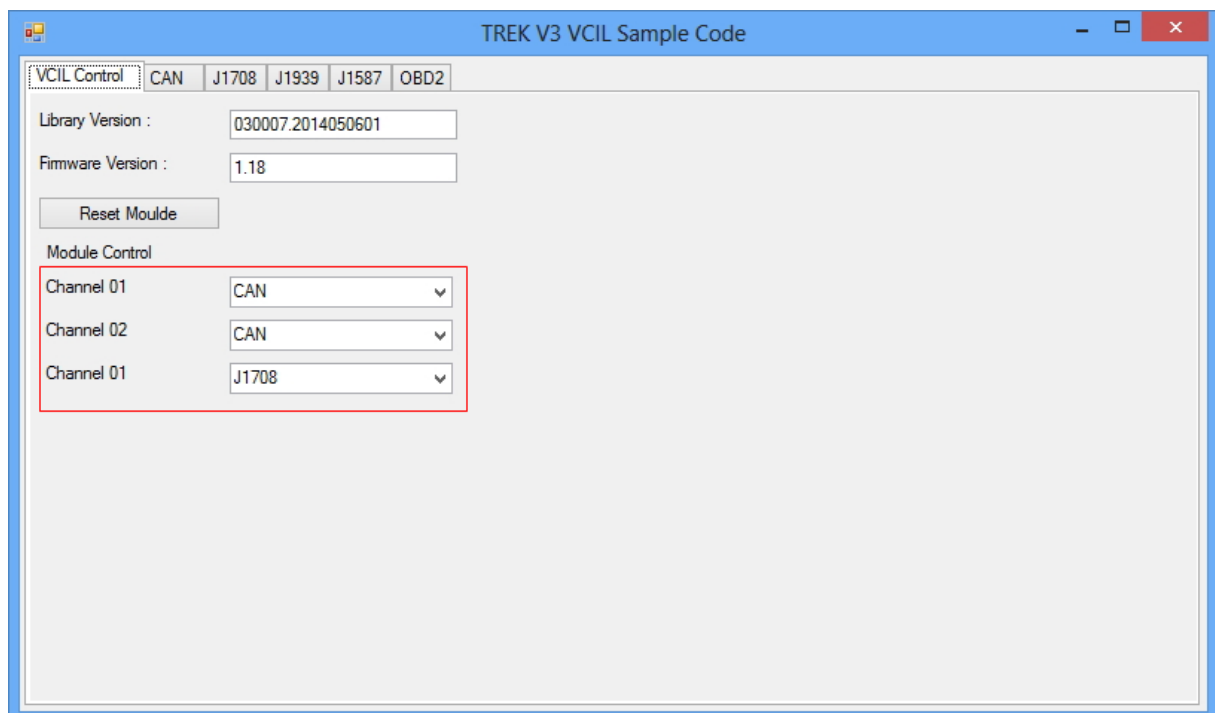 TREK V3 VCIL Sample Code
VCIL Control CAN J1708 J1939 J1587 OBD2
Library Version : 030007.2014050601
Firmware Version : 1.18
Reset Moulde
Module Control
Channel 01 CAN
Channel 02 CAN
Channel 01 J1708